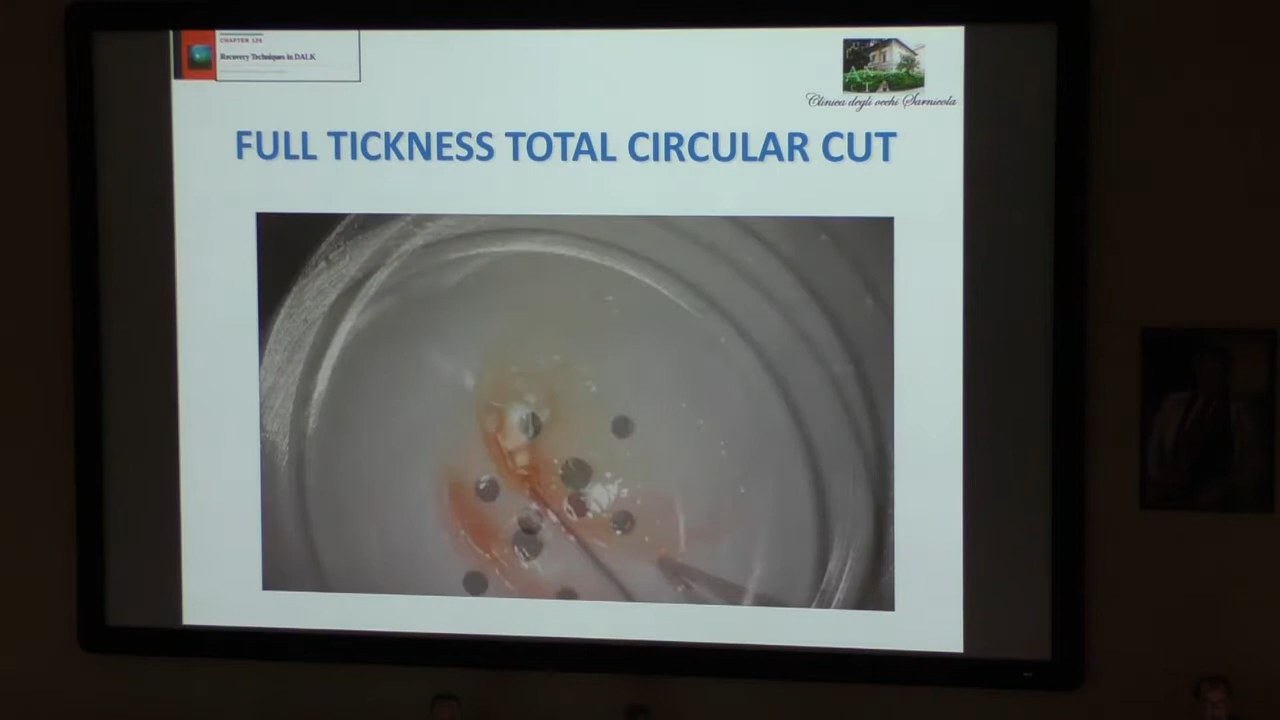 CHAPTER 126
Recovery Techniques in DALK
Clinica degli occhi Sarnicola
FULL TICKNESS TOTAL CIRCULAR CUT